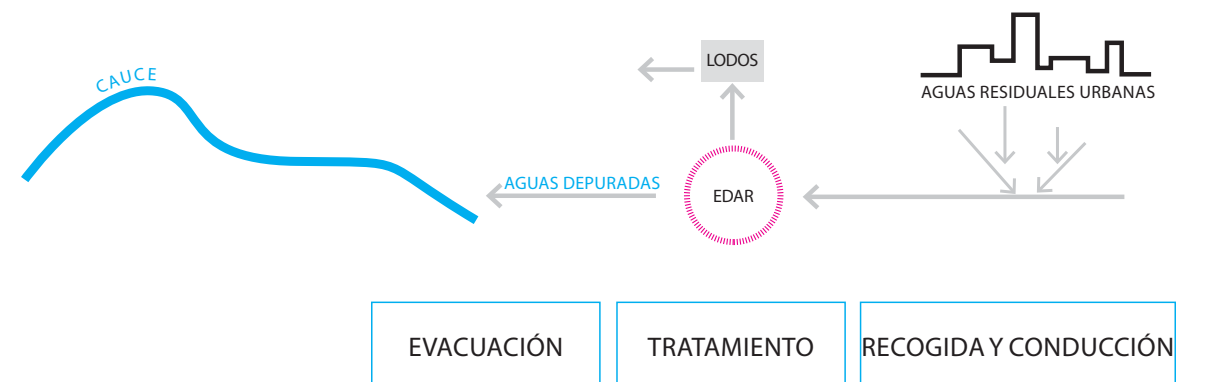 CAUCE
LODOS
AGUAS RESIDUALES URBANAS
AGUAS DEPURADAS
EDAR
EVACUACIÓN
TRATAMIENTO
RECOGIDA Y CONDUCCIÓN